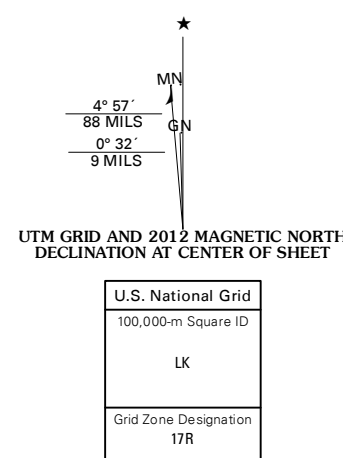 ★
MN
4° 57´
88 MILS
GN
0° 32´
9 MILS
UTM GRID AND 2012 MAGNETIC NORTH
DECLINATION AT CENTER OF SHEET
U.S. National Grid
100,000-m Square ID
LK
Grid Zone Designation
17R